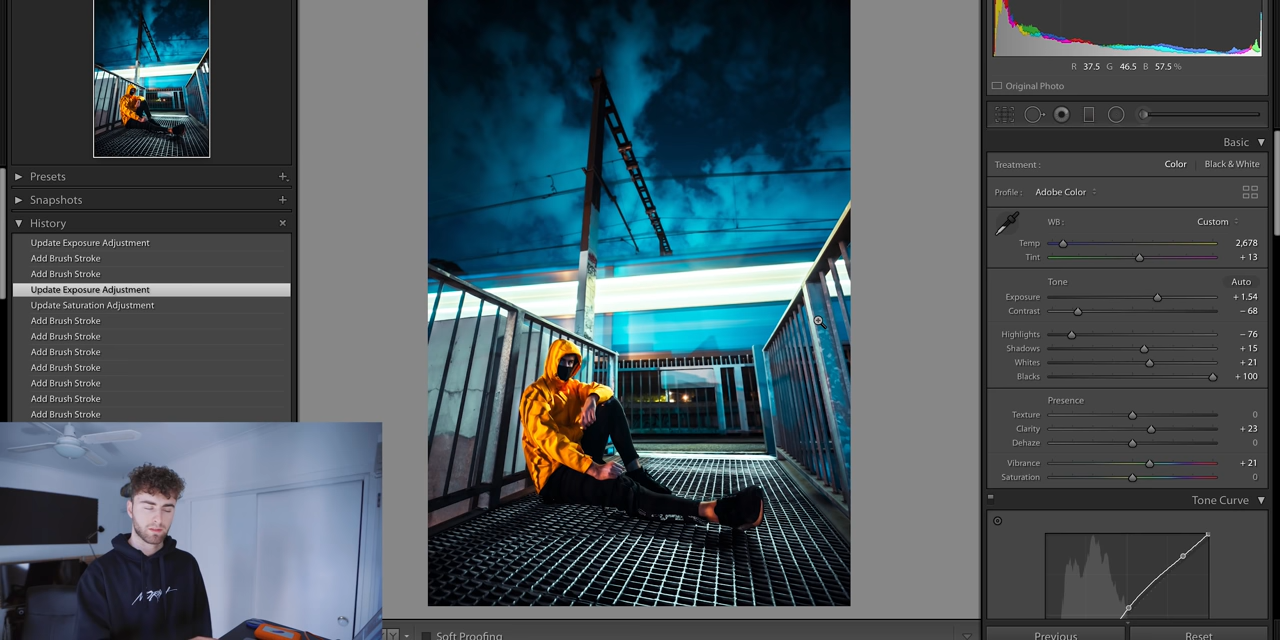 Presets
Snapshots
History
Update Exposure Adjustment
Add Brush Stroke
Add Brush Stroke
Update Exposure Adjustment
Update Saturation Adjustment
Add Brush Stroke
Add Brush Stroke
Add Brush Stroke
Add Brush Stroke
Add Brush Stroke
Add Brush Stroke
Add Brush Stroke
Soft Proofing
R 37.5 G 46.5 B 57.5 %
Original Photo
Basic
Treatment : Color Black & White
Profile : Adobe Color
WB : Custom
Temp 2,678
Tint + 13
Tone Auto
Exposure + 1.54
Contrast − 68
Highlights − 76
Shadows + 15
Whites + 21
Blacks + 100
Presence
Texture 0
Clarity + 23
Dehaze 0
Vibrance + 21
Saturation 0
Tone Curve
Previous Reset